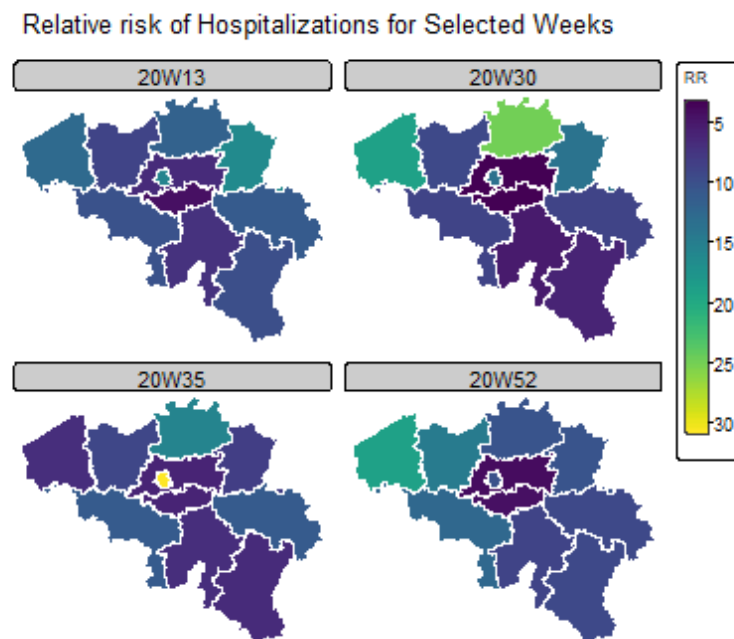 Relative risk of Hospitalizations for Selected Weeks
20W13
20W30
RR
5
10
15
20
25
30
20W35
20W52